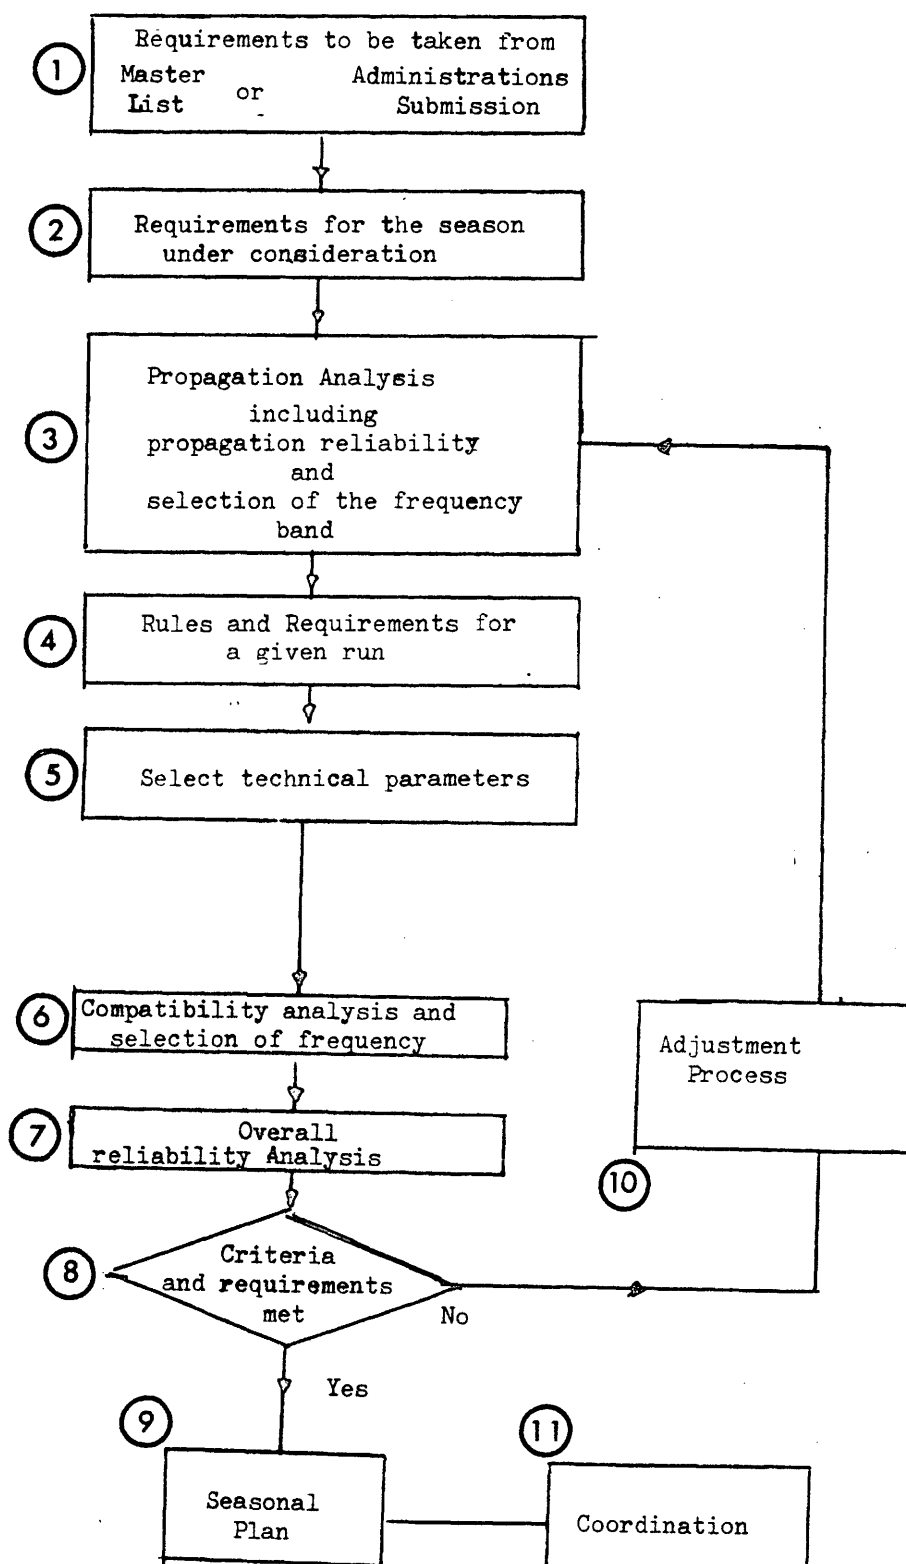 1
Requirements to be taken from
Master List or Administrations Submission
2
Requirements for the season
under consideration
3
Propagation Analysis
including
propagation reliability
and
selection of the frequency
band
4
Rules and Requirements for
a given run
5
Select technical parameters
6
Compatibility analysis and
selection of frequency
7
Overall
reliability Analysis
8
Criteria
and requirements
met
No
Yes
10
Adjustment
Process
9
Seasonal
Plan
11
Coordination